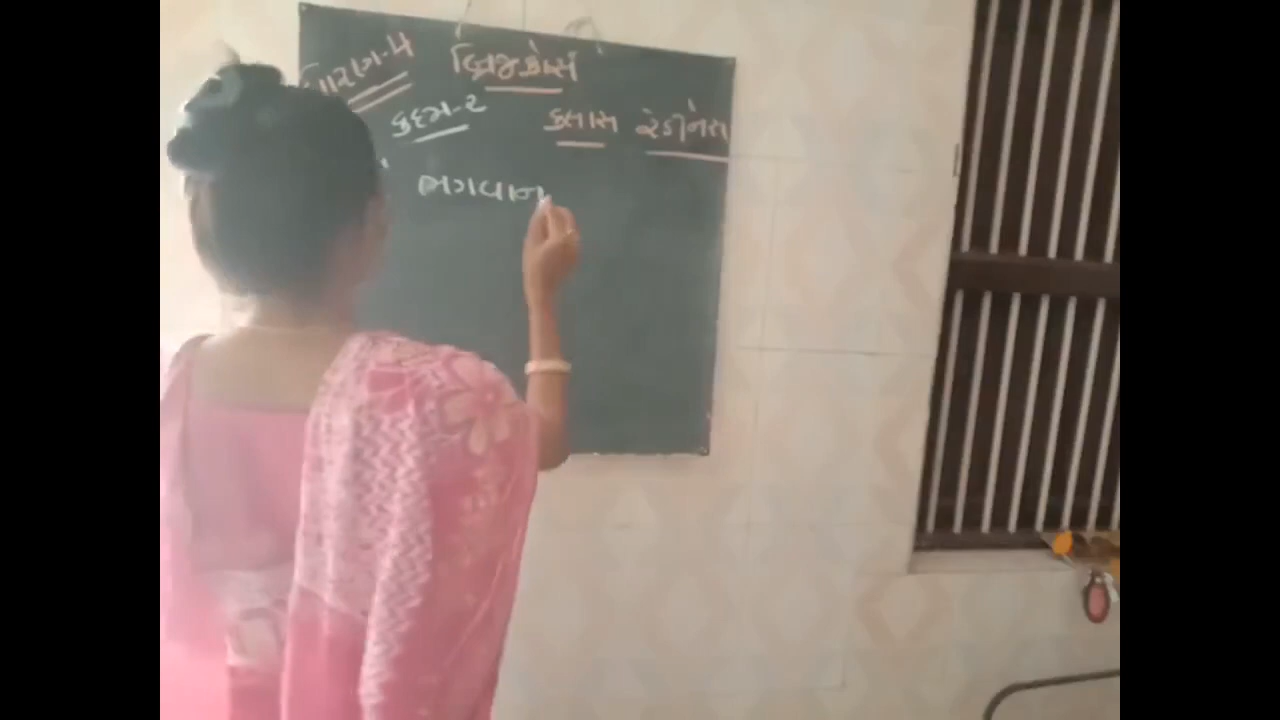 ધોરણ-૫ બ્રિજકોર્સ
કદમ-૨ ક્લાસ રેડીનેસ
ભગવાન